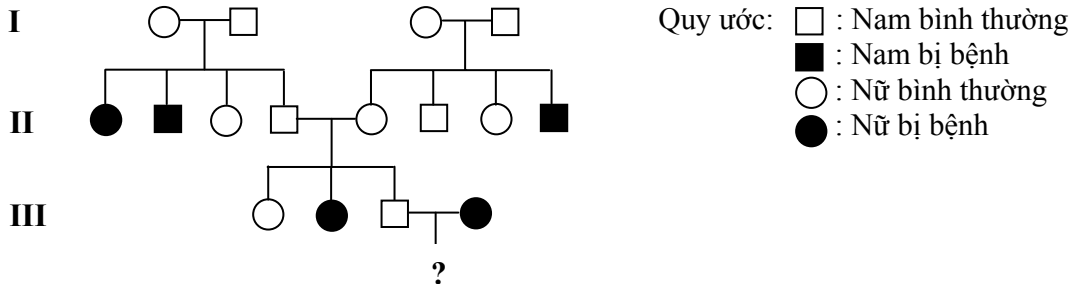 I
Quy ước: : Nam bình thường
: Nam bị bệnh
: Nữ bình thường
II
: Nữ bị bệnh
III
?